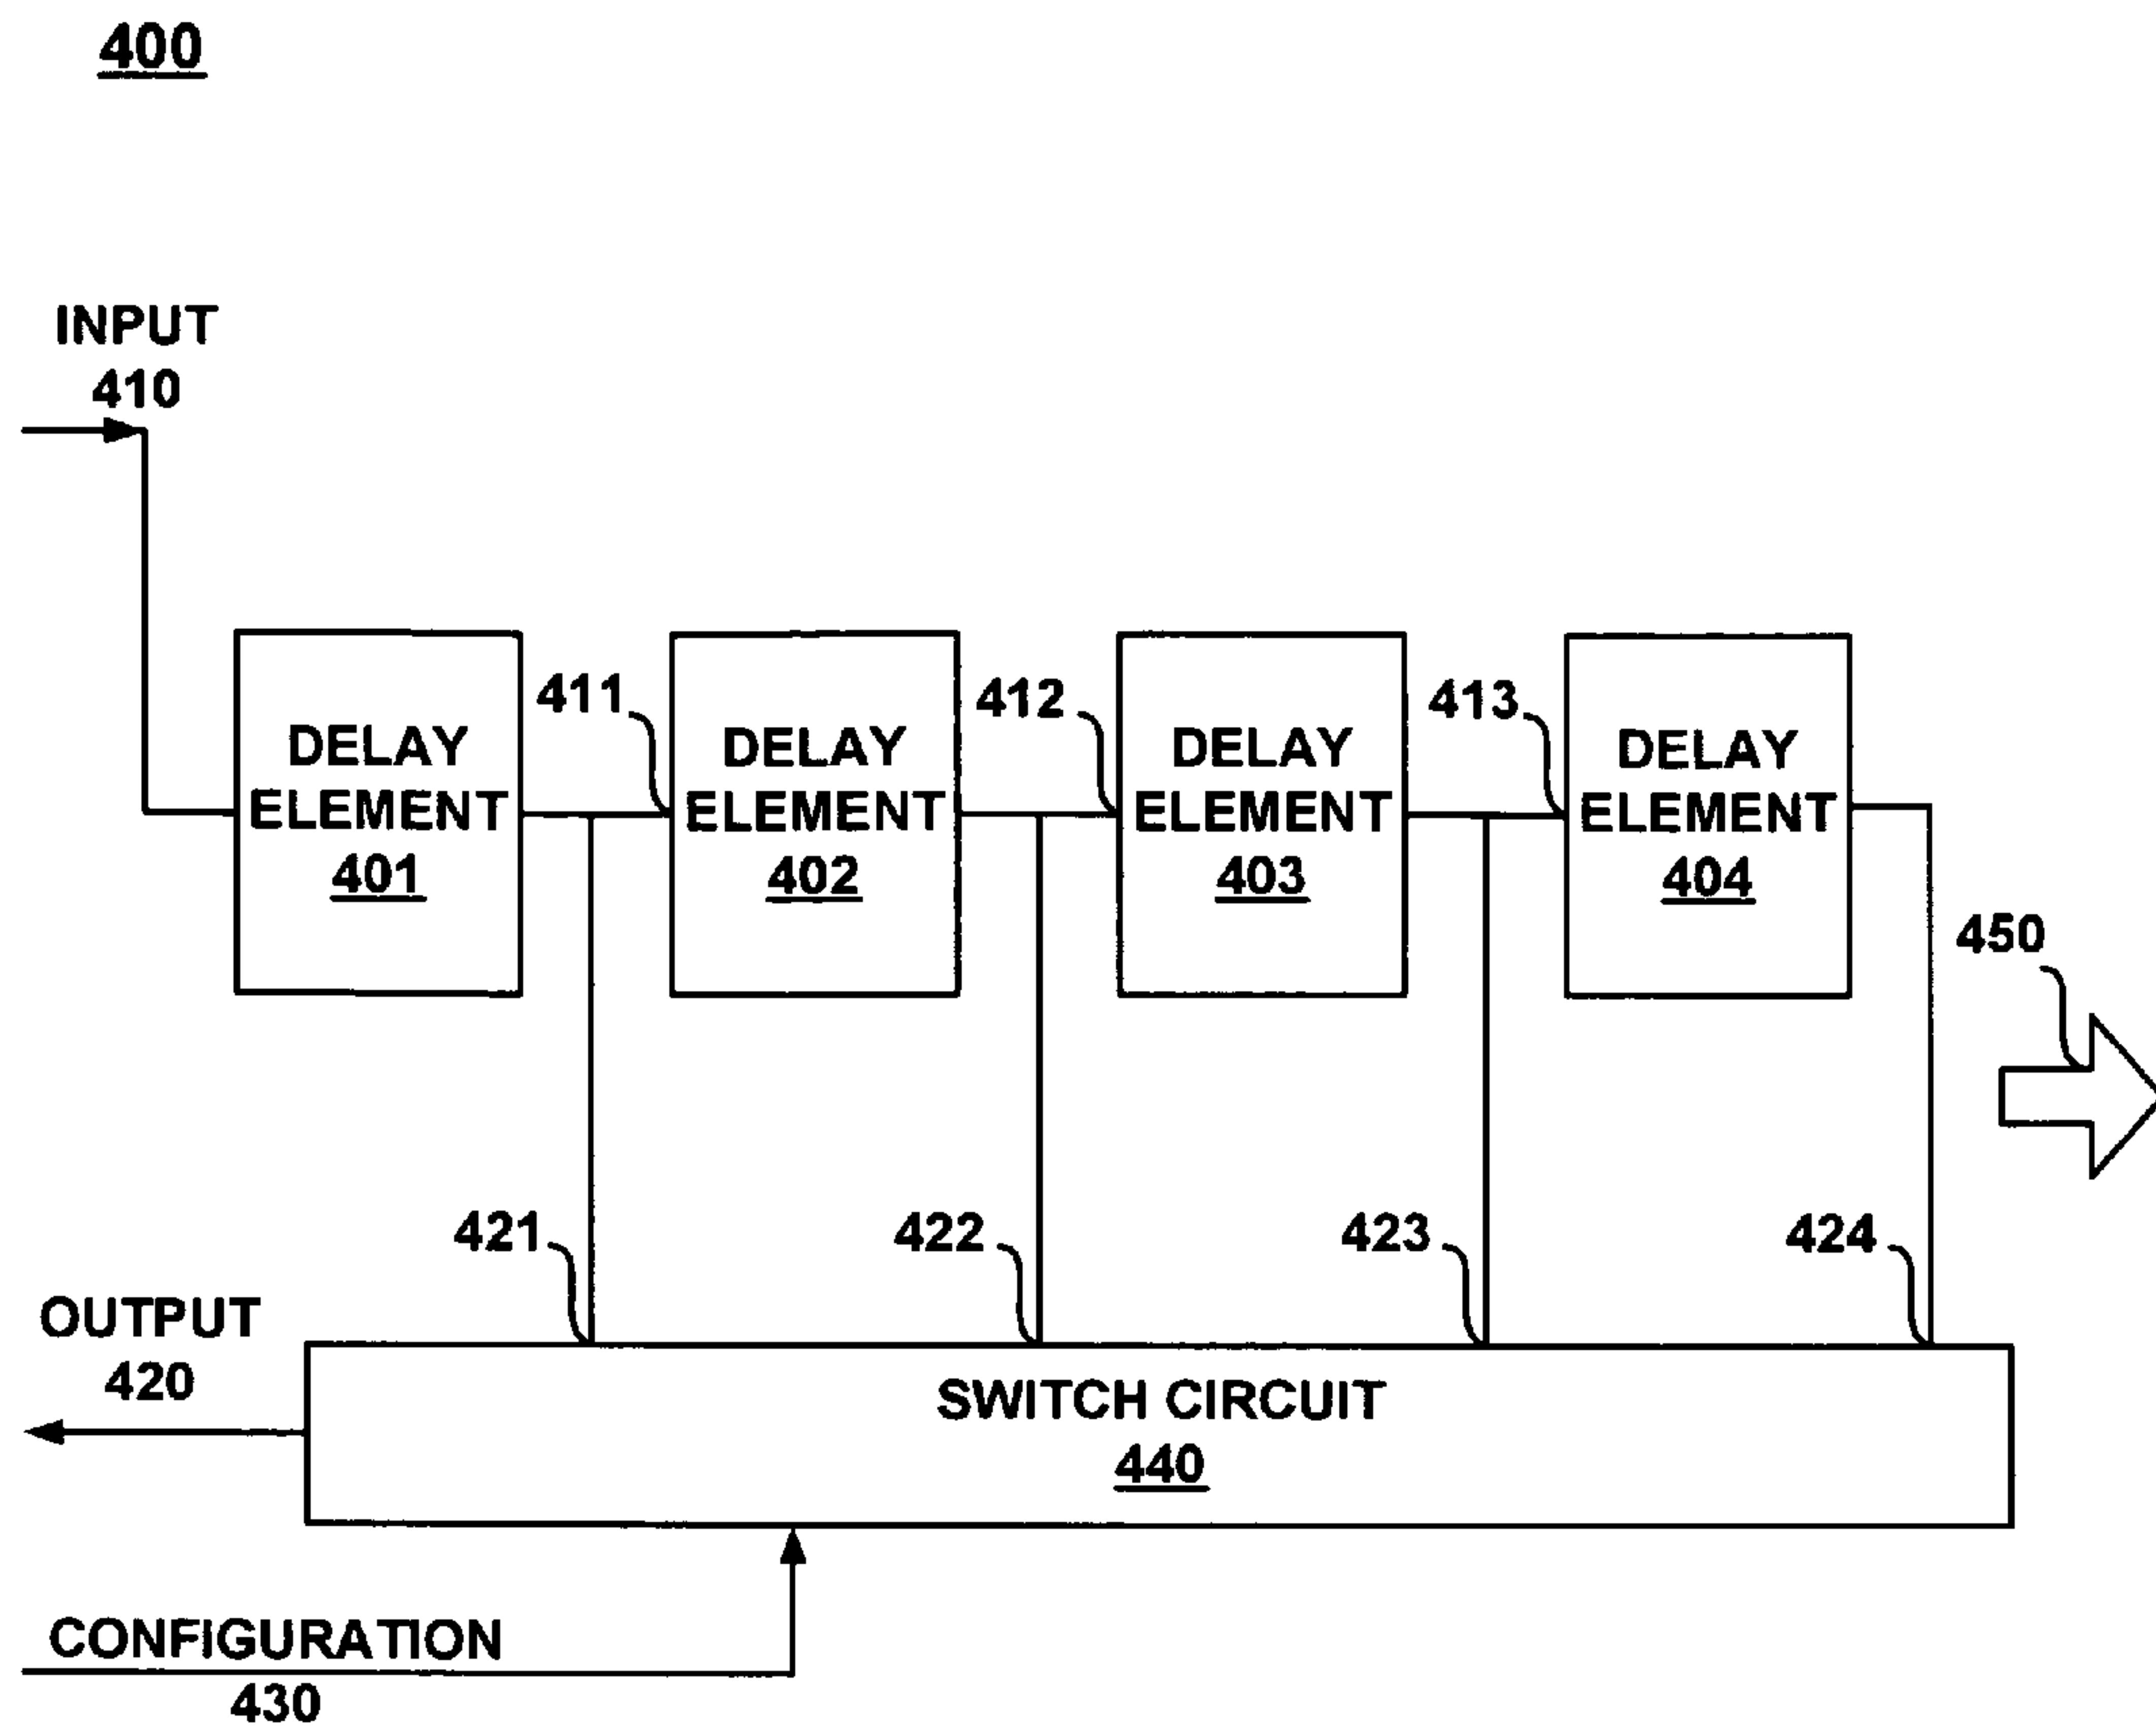 400
INPUT
410
DELAY
ELEMENT
401
411
DELAY
ELEMENT
402
412
DELAY
ELEMENT
403
413
DELAY
ELEMENT
404
450
421
422
423
424
OUTPUT
420
SWITCH CIRCUIT
440
CONFIGURATION
430